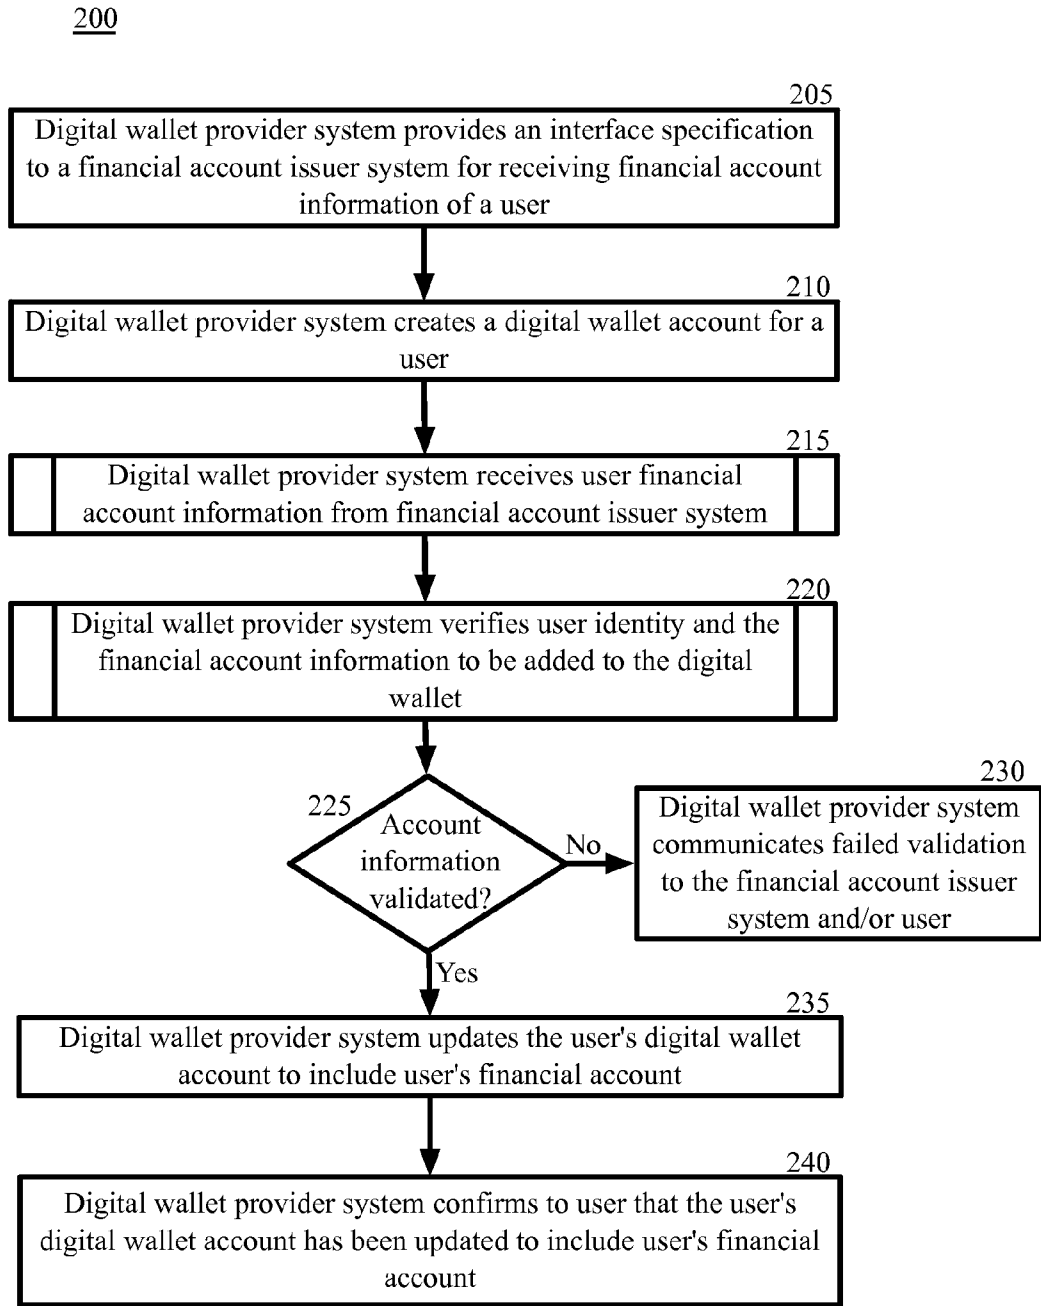 200
205
Digital wallet provider system provides an interface specification
to a financial account issuer system for receiving financial account
information of a user
210
Digital wallet provider system creates a digital wallet account for a
user
215
Digital wallet provider system receives user financial
account information from financial account issuer system
220
Digital wallet provider system verifies user identity and the
financial account information to be added to the digital
wallet
225
Account
information
validated?
No
230
Digital wallet provider system
communicates failed validation
to the financial account issuer
system and/or user
Yes
235
Digital wallet provider system updates the user's digital wallet
account to include user's financial account
240
Digital wallet provider system confirms to user that the user's
digital wallet account has been updated to include user's financial
account